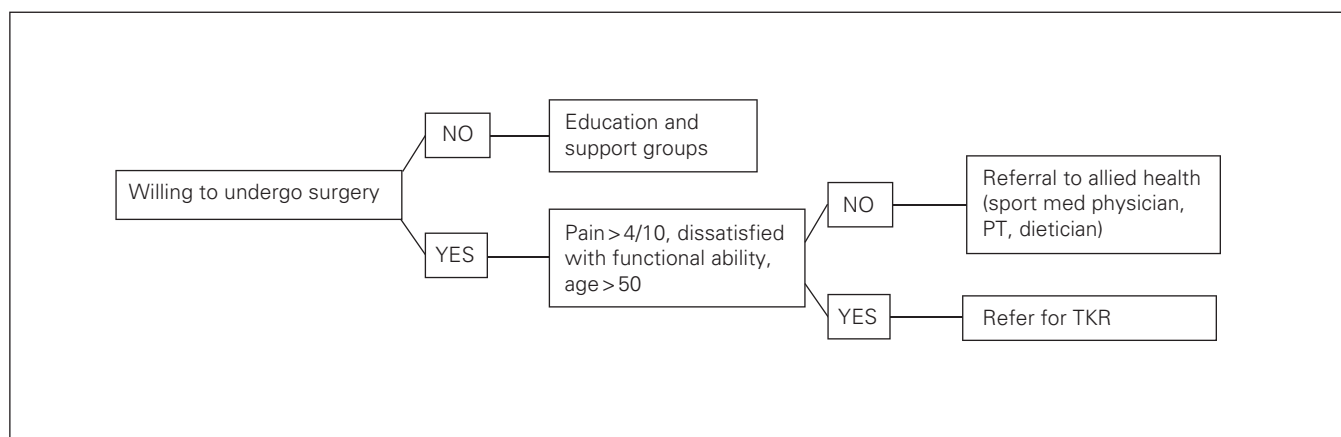 Willing to undergo surgery
NO
Education and
support groups
YES
Pain > 4/10, dissatisfied
with functional ability,
age > 50
NO
Referral to allied health
(sport med physician,
PT, dietician)
YES
Refer for TKR